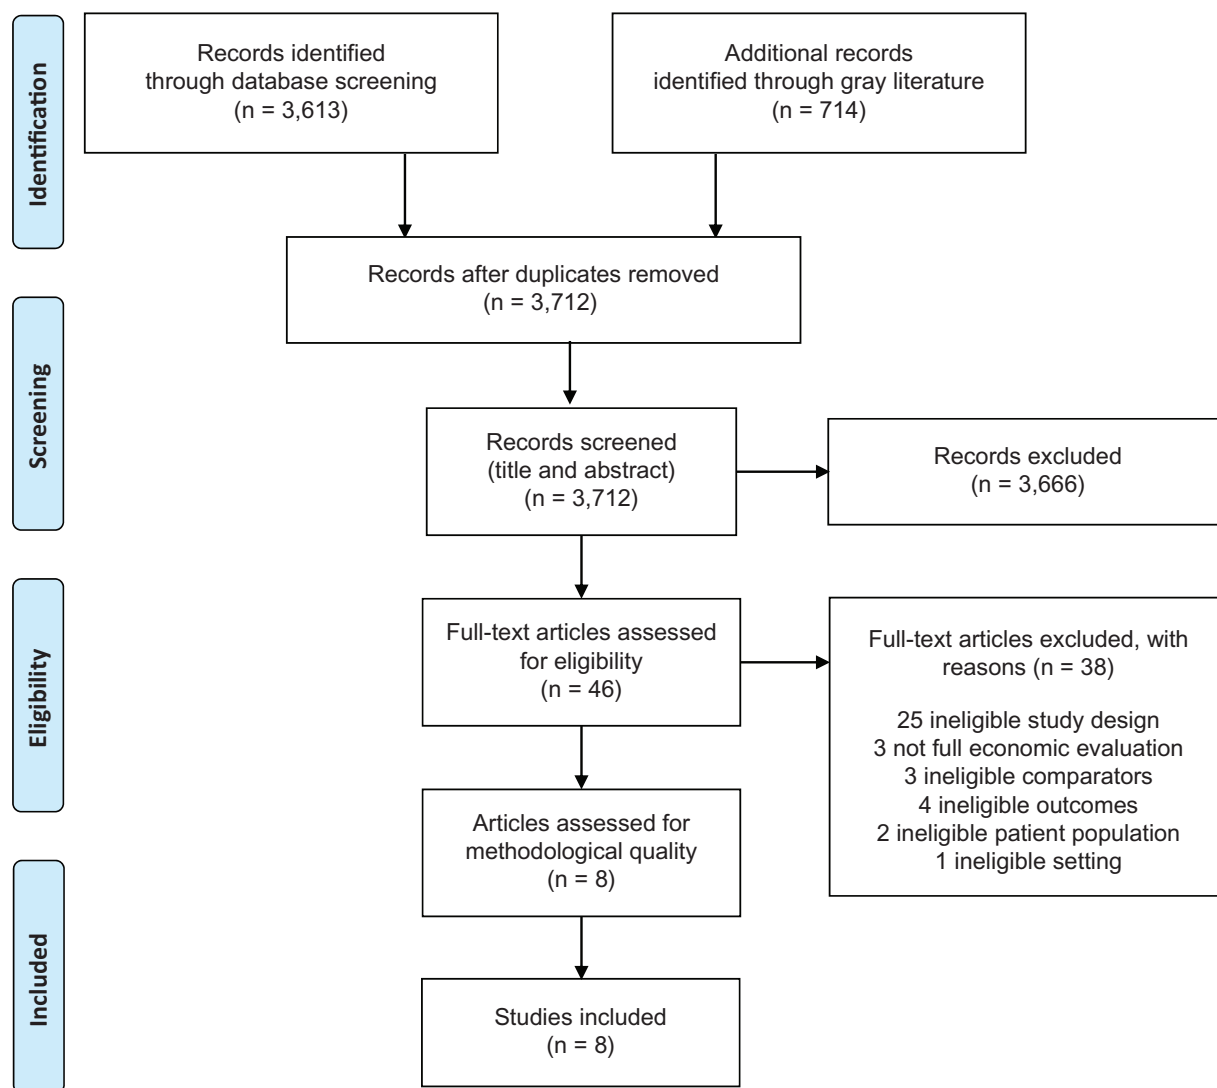 Identification
Records identified
through database screening
(n = 3,613)
Additional records
identified through gray literature
(n = 714)
Records after duplicates removed
(n = 3,712)
Screening
Records screened
(title and abstract)
(n = 3,712)
Records excluded
(n = 3,666)
Eligibility
Full-text articles assessed
for eligibility
(n = 46)
Full-text articles excluded, with
reasons (n = 38)
25 ineligible study design
3 not full economic evaluation
3 ineligible comparators
4 ineligible outcomes
2 ineligible patient population
1 ineligible setting
Articles assessed for
methodological quality
(n = 8)
Included
Studies included
(n = 8)